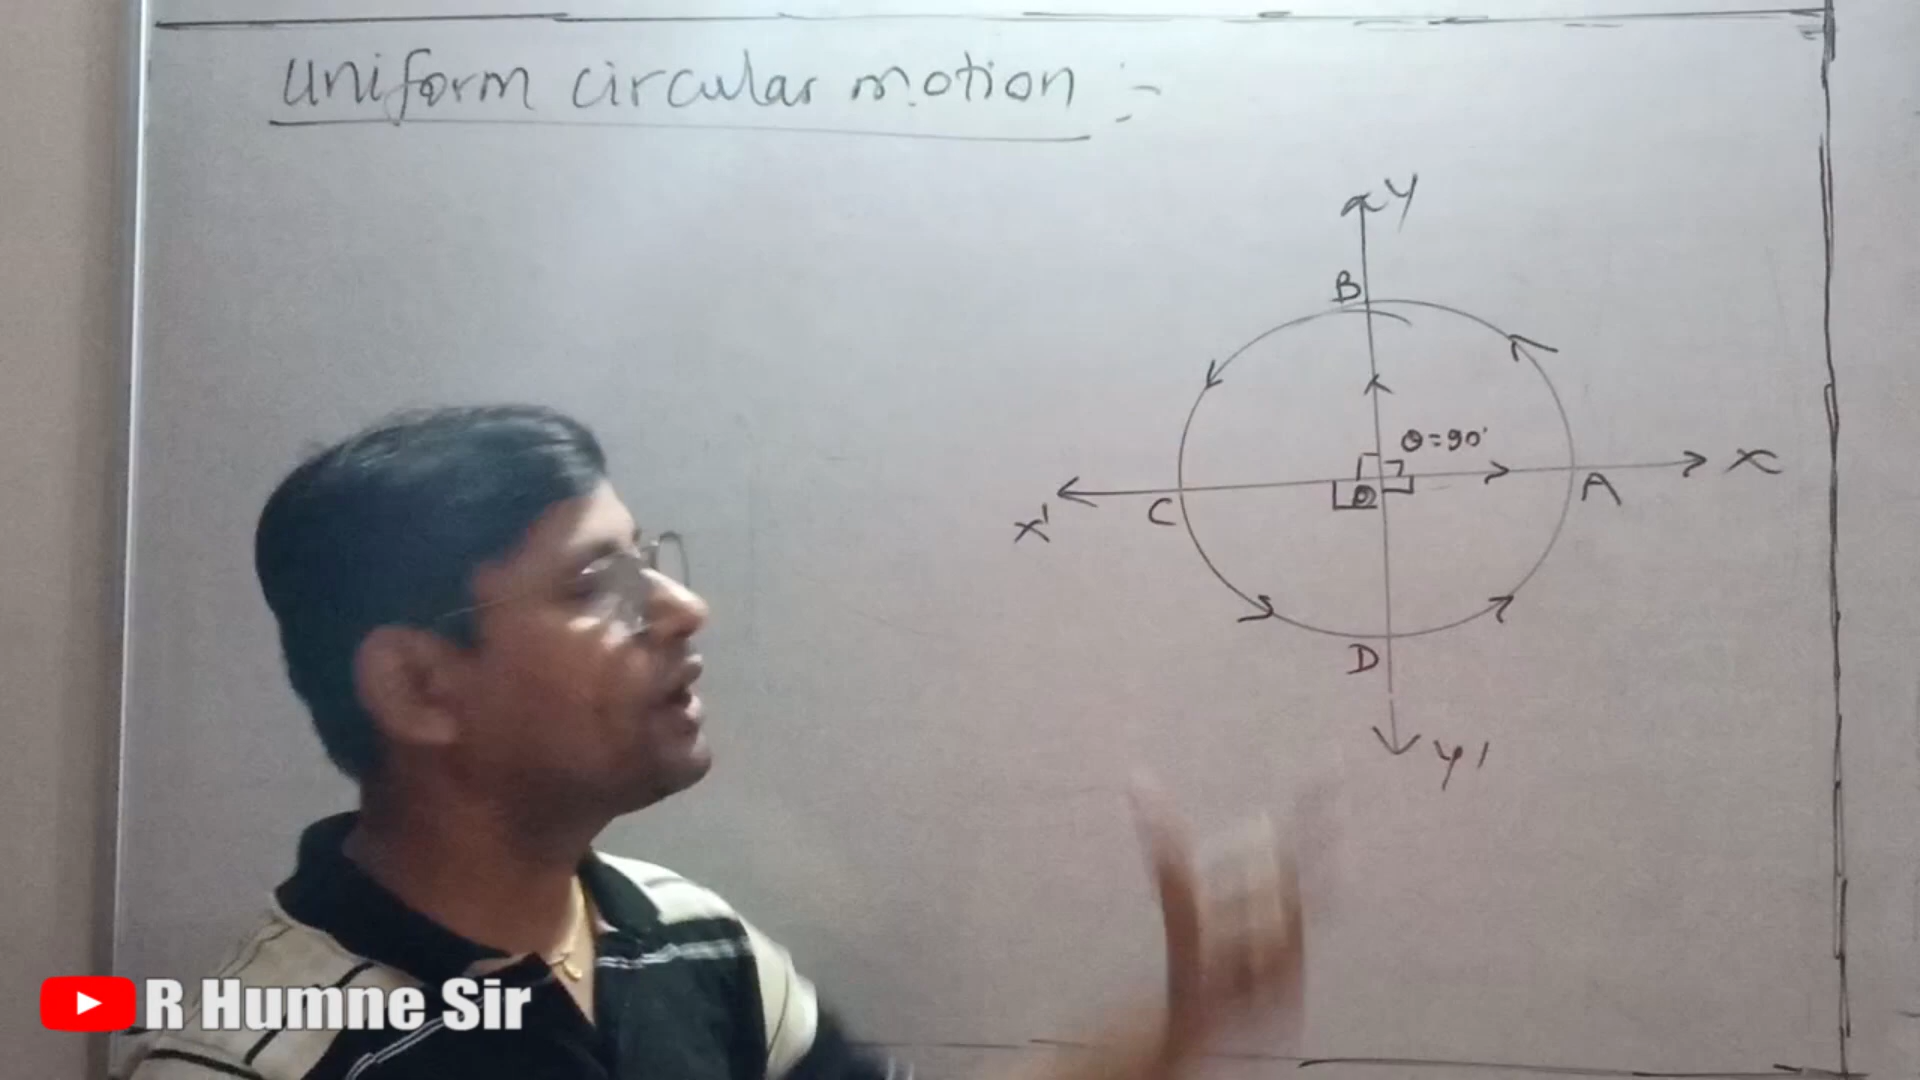 Uniform circular motion :-
Y
B
θ=90°
X
X'
C
O
A
D
Y'
R Humne Sir